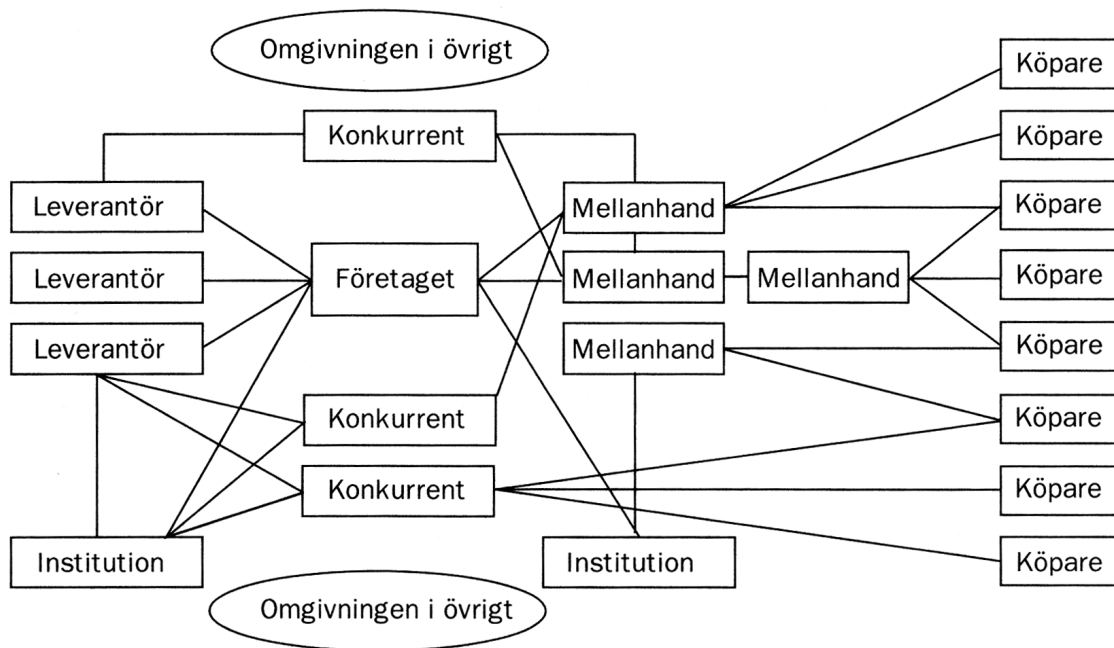 Omgivningen i övrigt
Köpare
Konkurrent
Köpare
Leverantör
Mellanhand
Köpare
Leverantör
Företaget
Mellanhand
Mellanhand
Köpare
Leverantör
Mellanhand
Köpare
Konkurrent
Köpare
Konkurrent
Köpare
Institution
Institution
Köpare
Omgivningen i övrigt